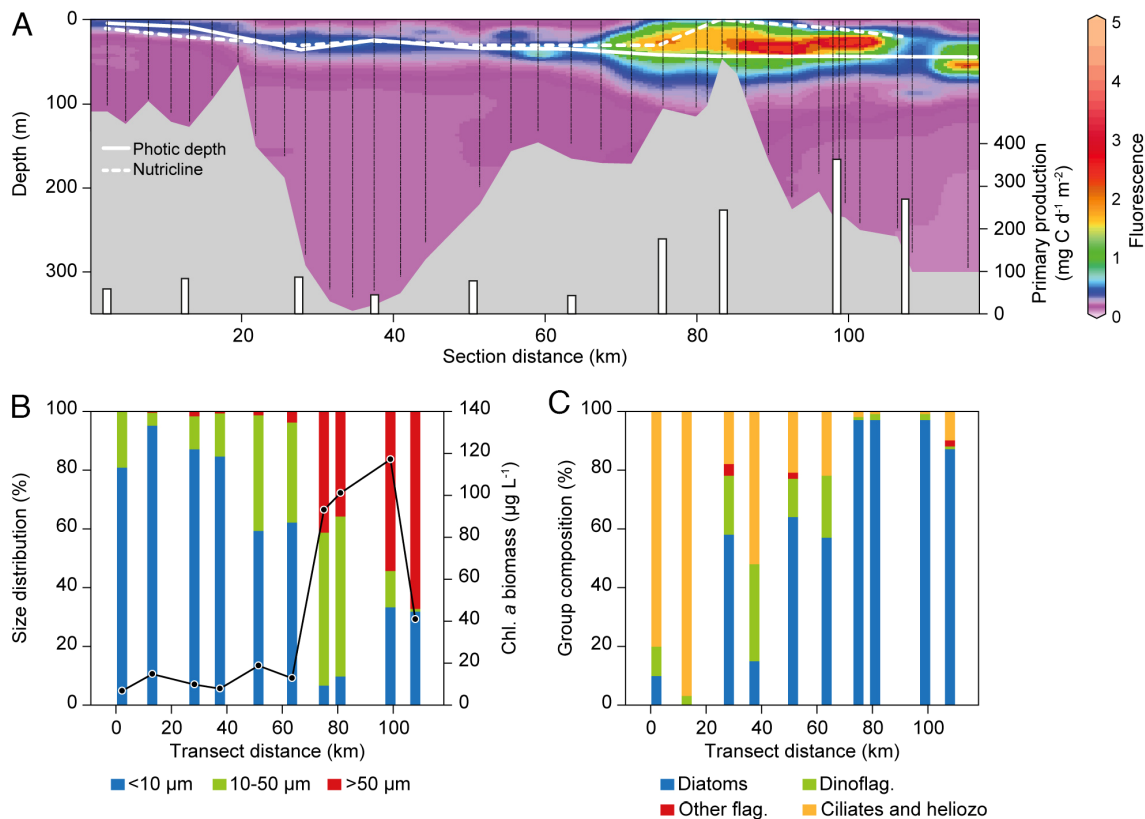 A
0
100
200
300
Depth (m)
Photic depth
Nutricline
400
300
200
100
0
Primary production
(mg C d⁻¹ m⁻²)
5
4
3
2
1
0
Fluorescence
20 40 60 80 100
Section distance (km)
B
100
80
60
40
20
0
Size distribution (%)
140
120
100
80
60
40
20
0
Chl. a biomass (µg L⁻¹)
0 20 40 60 80 100
Transect distance (km)
<10 µm 10-50 µm >50 µm
C
100
80
60
40
20
0
Group composition (%)
0 20 40 60 80 100
Transect distance (km)
Diatoms Dinoflag.
Other flag. Ciliates and heliozo